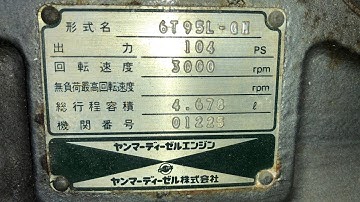 形式名 6T95L-GN
出力 104 PS
回転速度 3000 rpm
無負荷最高回転速度 rpm
総行程容積 4.678 ℓ
機関番号 01223
ヤンマーディーゼルエンジン
ヤンマーディーゼル株式会社